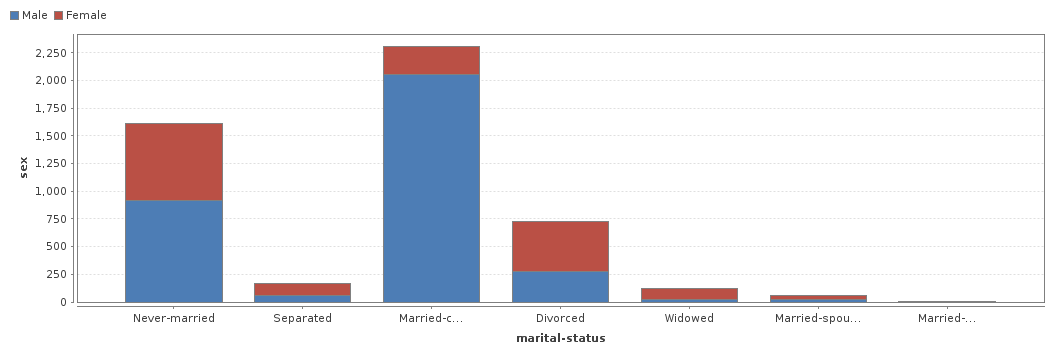 Male Female
2,250
2,000
1,750
1,500
1,250
1,000
750
500
250
0
sex
Never-married Separated Married-c... Divorced Widowed Married-spou... Married-...
marital-status